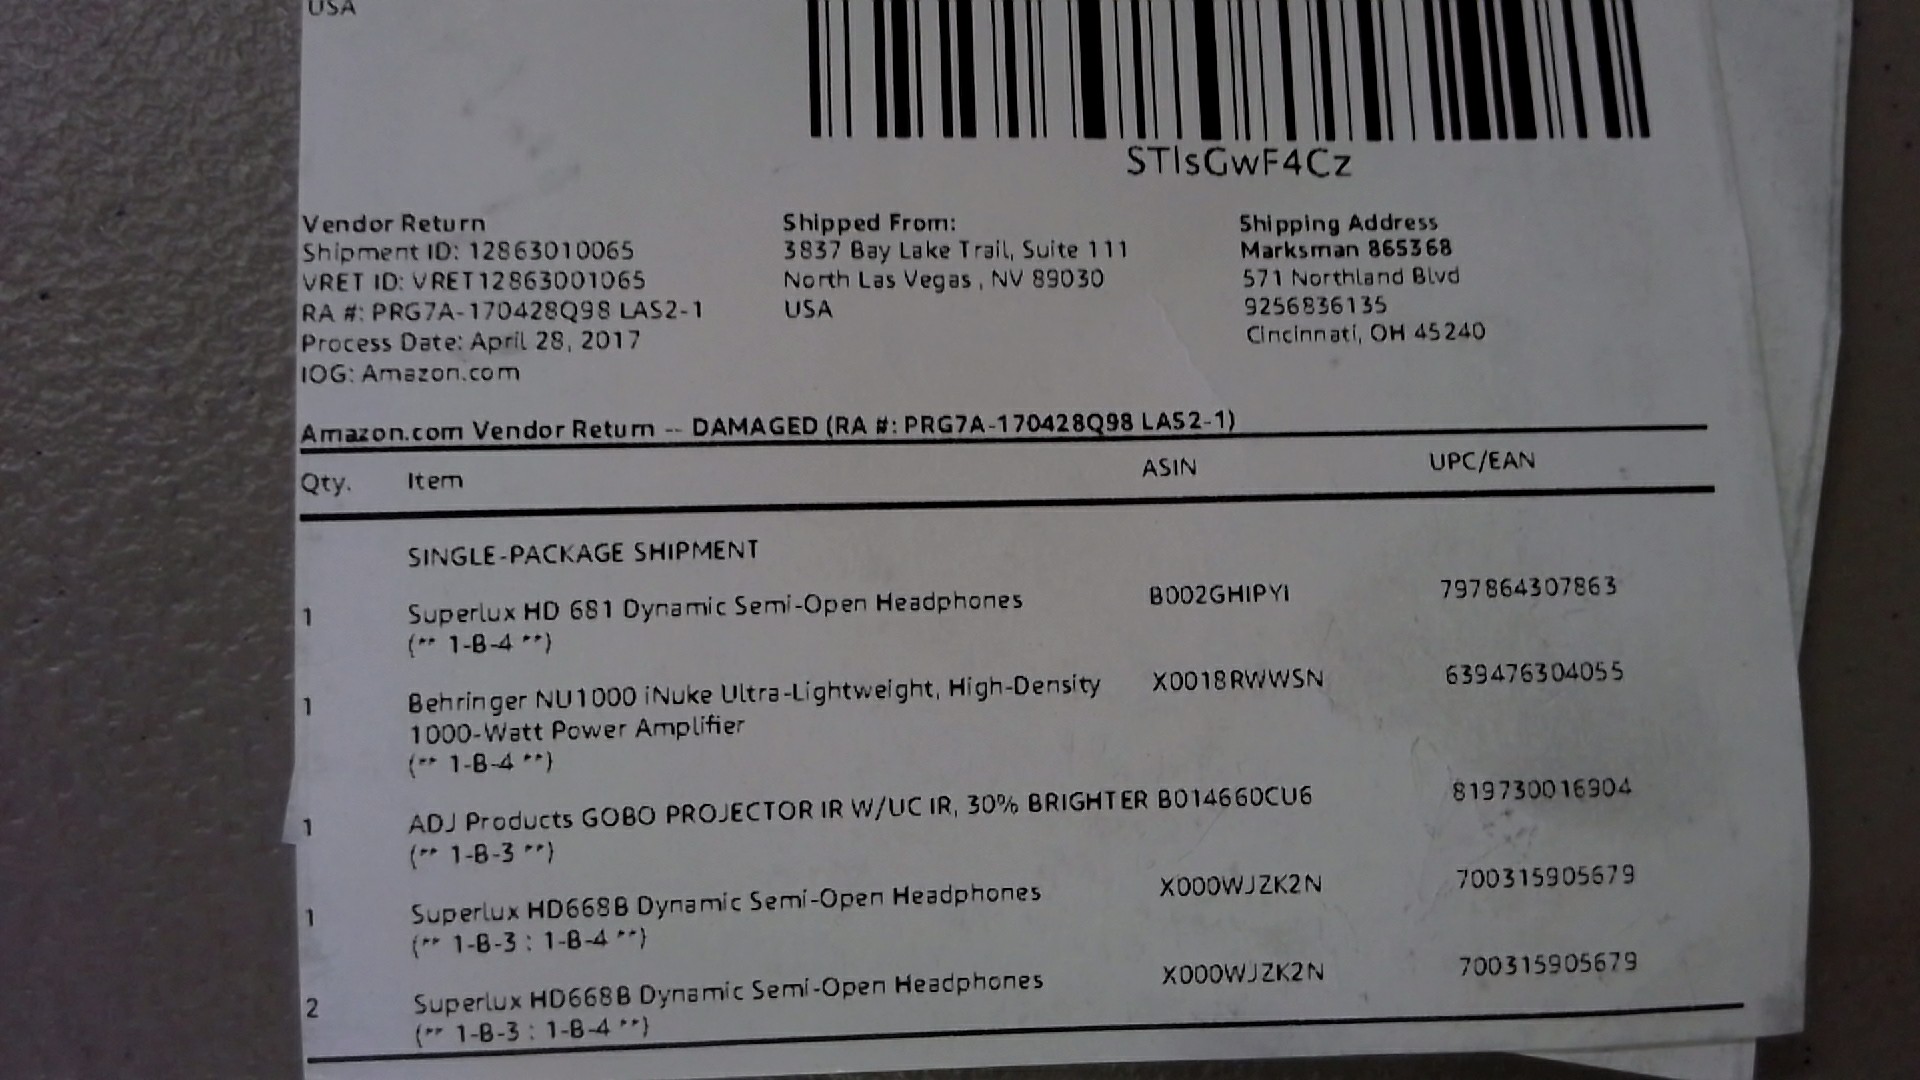 USA
STlsGwF4Cz
Vendor Return
Shipment ID: 12863010065
VRET ID: VRET12863001065
RA #: PRG7A-170428Q98 LAS2-1
Process Date: April 28, 2017
IOG: Amazon.com
Shipped From:
3837 Bay Lake Trail, Suite 111
North Las Vegas , NV 89030
USA
Shipping Address
Marksman 865368
571 Northland Blvd
9256836135
Cincinnati, OH 45240
Amazon.com Vendor Return -- DAMAGED (RA #: PRG7A-170428Q98 LAS2-1)
Qty. Item ASIN UPC/EAN
SINGLE-PACKAGE SHIPMENT
1 Superlux HD 681 Dynamic Semi-Open Headphones B002GHIPYI 797864307863
(** 1-B-4 **)
1 Behringer NU1000 iNuke Ultra-Lightweight, High-Density X0018RWWSN 639476304055
1000-Watt Power Amplifier
(** 1-B-4 **)
1 ADJ Products GOBO PROJECTOR IR W/UC IR, 30% BRIGHTER B014660CU6 819730016904
(** 1-B-3 **)
1 Superlux HD668B Dynamic Semi-Open Headphones X000WJZK2N 700315905679
(** 1-B-3 : 1-B-4 **)
2 Superlux HD668B Dynamic Semi-Open Headphones X000WJZK2N 700315905679
(** 1-B-3 : 1-B-4 **)